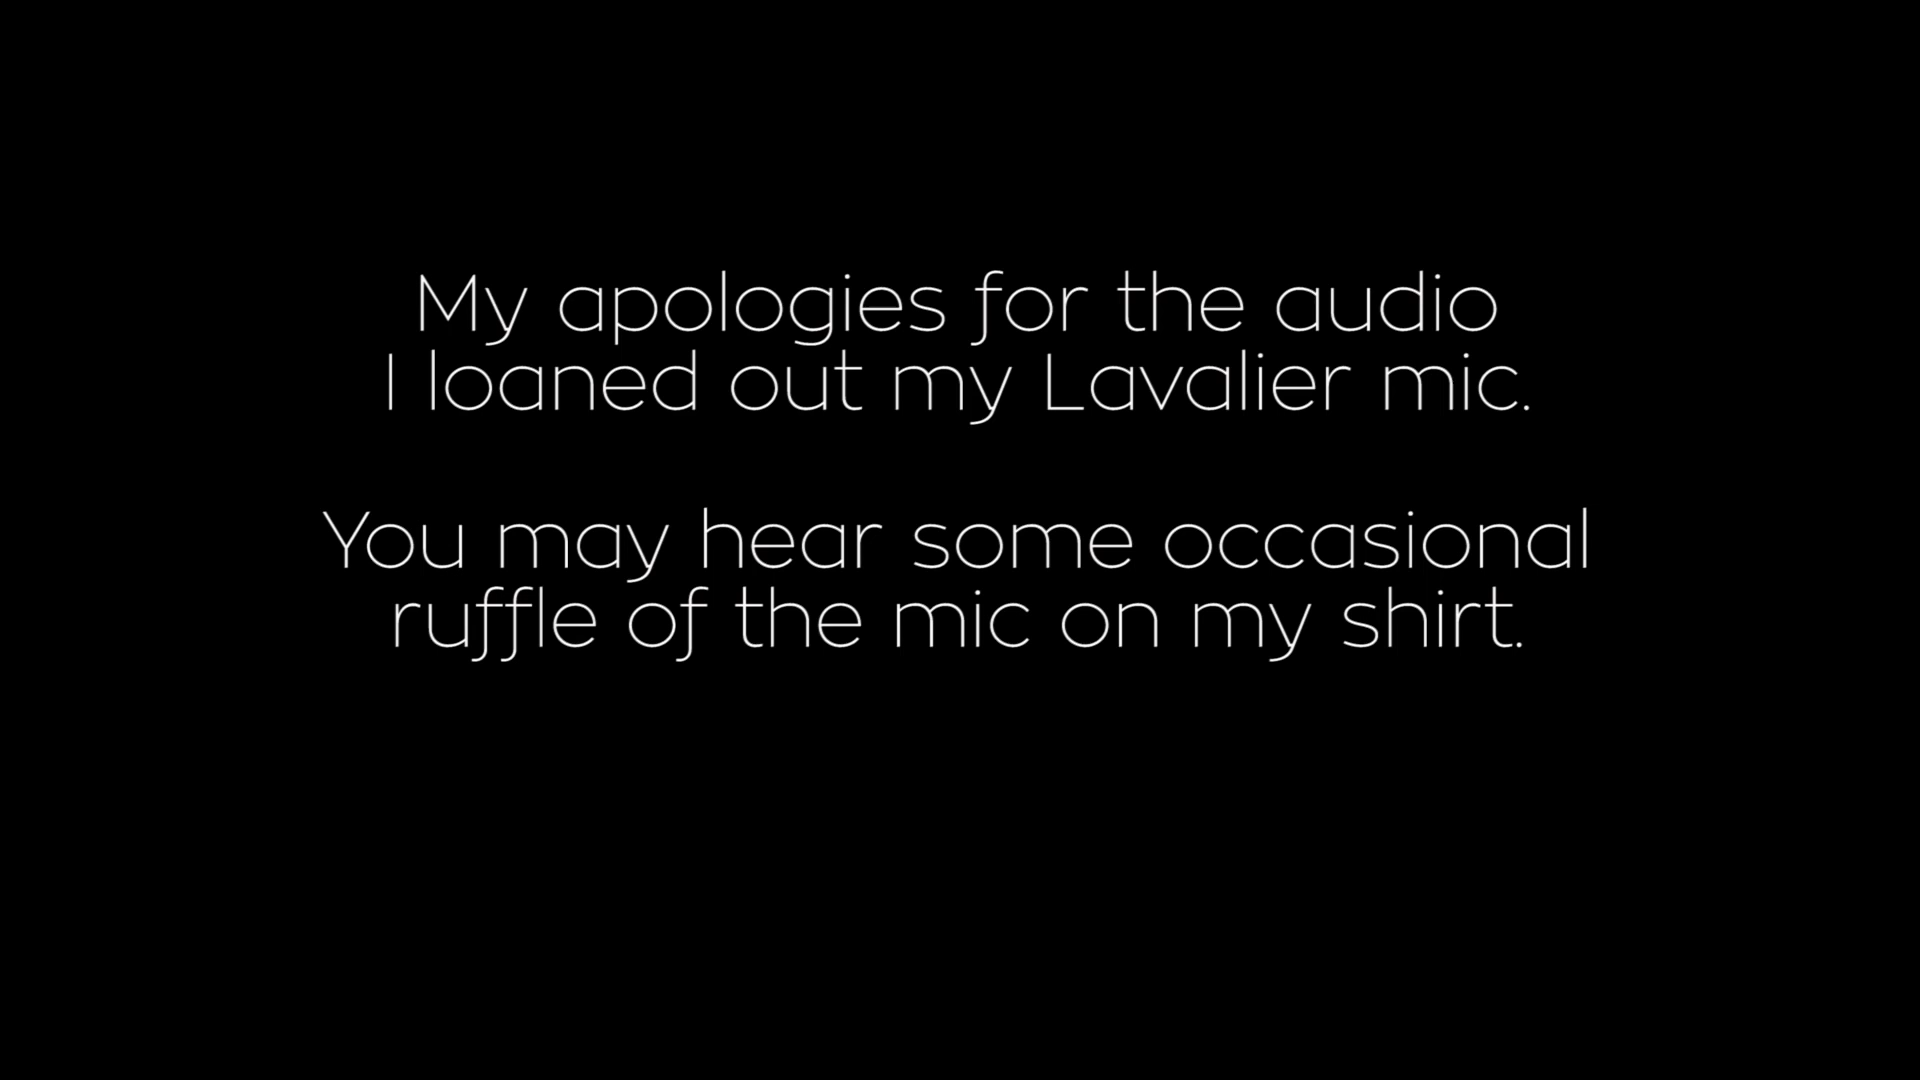 My apologies for the audio
I loaned out my Lavalier mic.
You may hear some occasional
ruffle of the mic on my shirt.